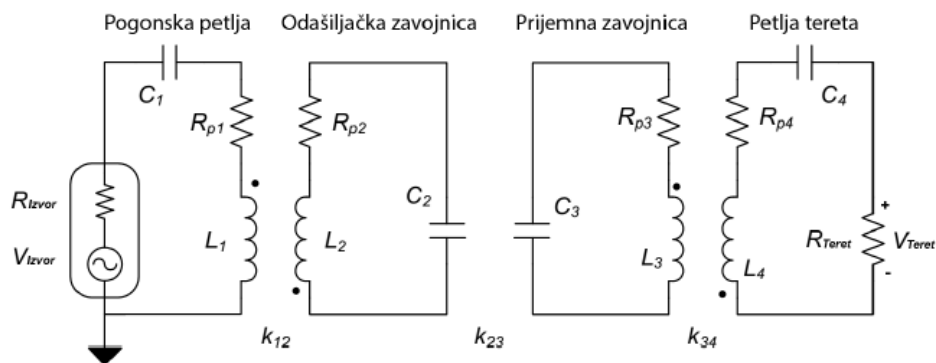 Pogonska petlja
Odašiljačka zavojnica
Prijemna zavojnica
Petlja tereta
C1
Rp1
Rp2
Rp3
Rp4
C4
RIzvor
VIzvor
L1
L2
C2
C3
L3
L4
RTeret
+
VTeret
-
k12
k23
k34